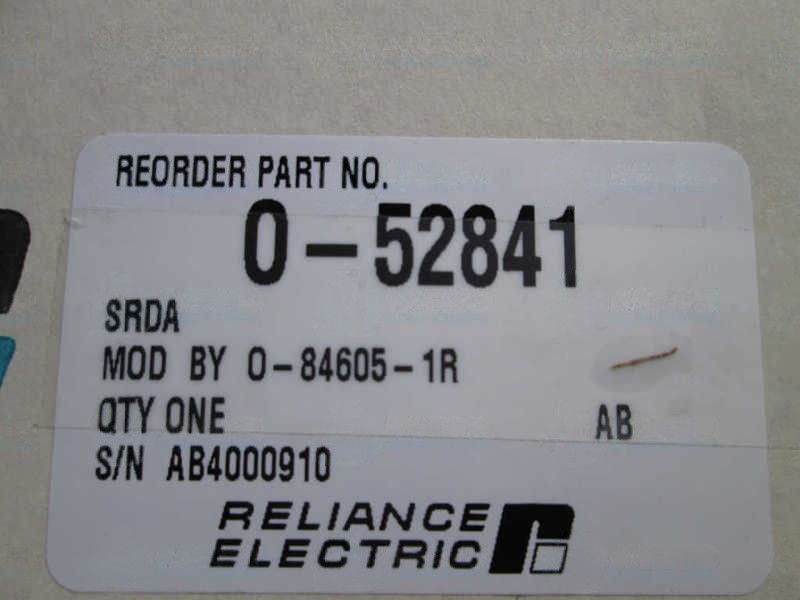 REORDER PART NO.
0-52841
SRDA
MOD BY 0-84605-1R
QTY ONE AB
S/N AB4000910
RELIANCE
ELECTRIC